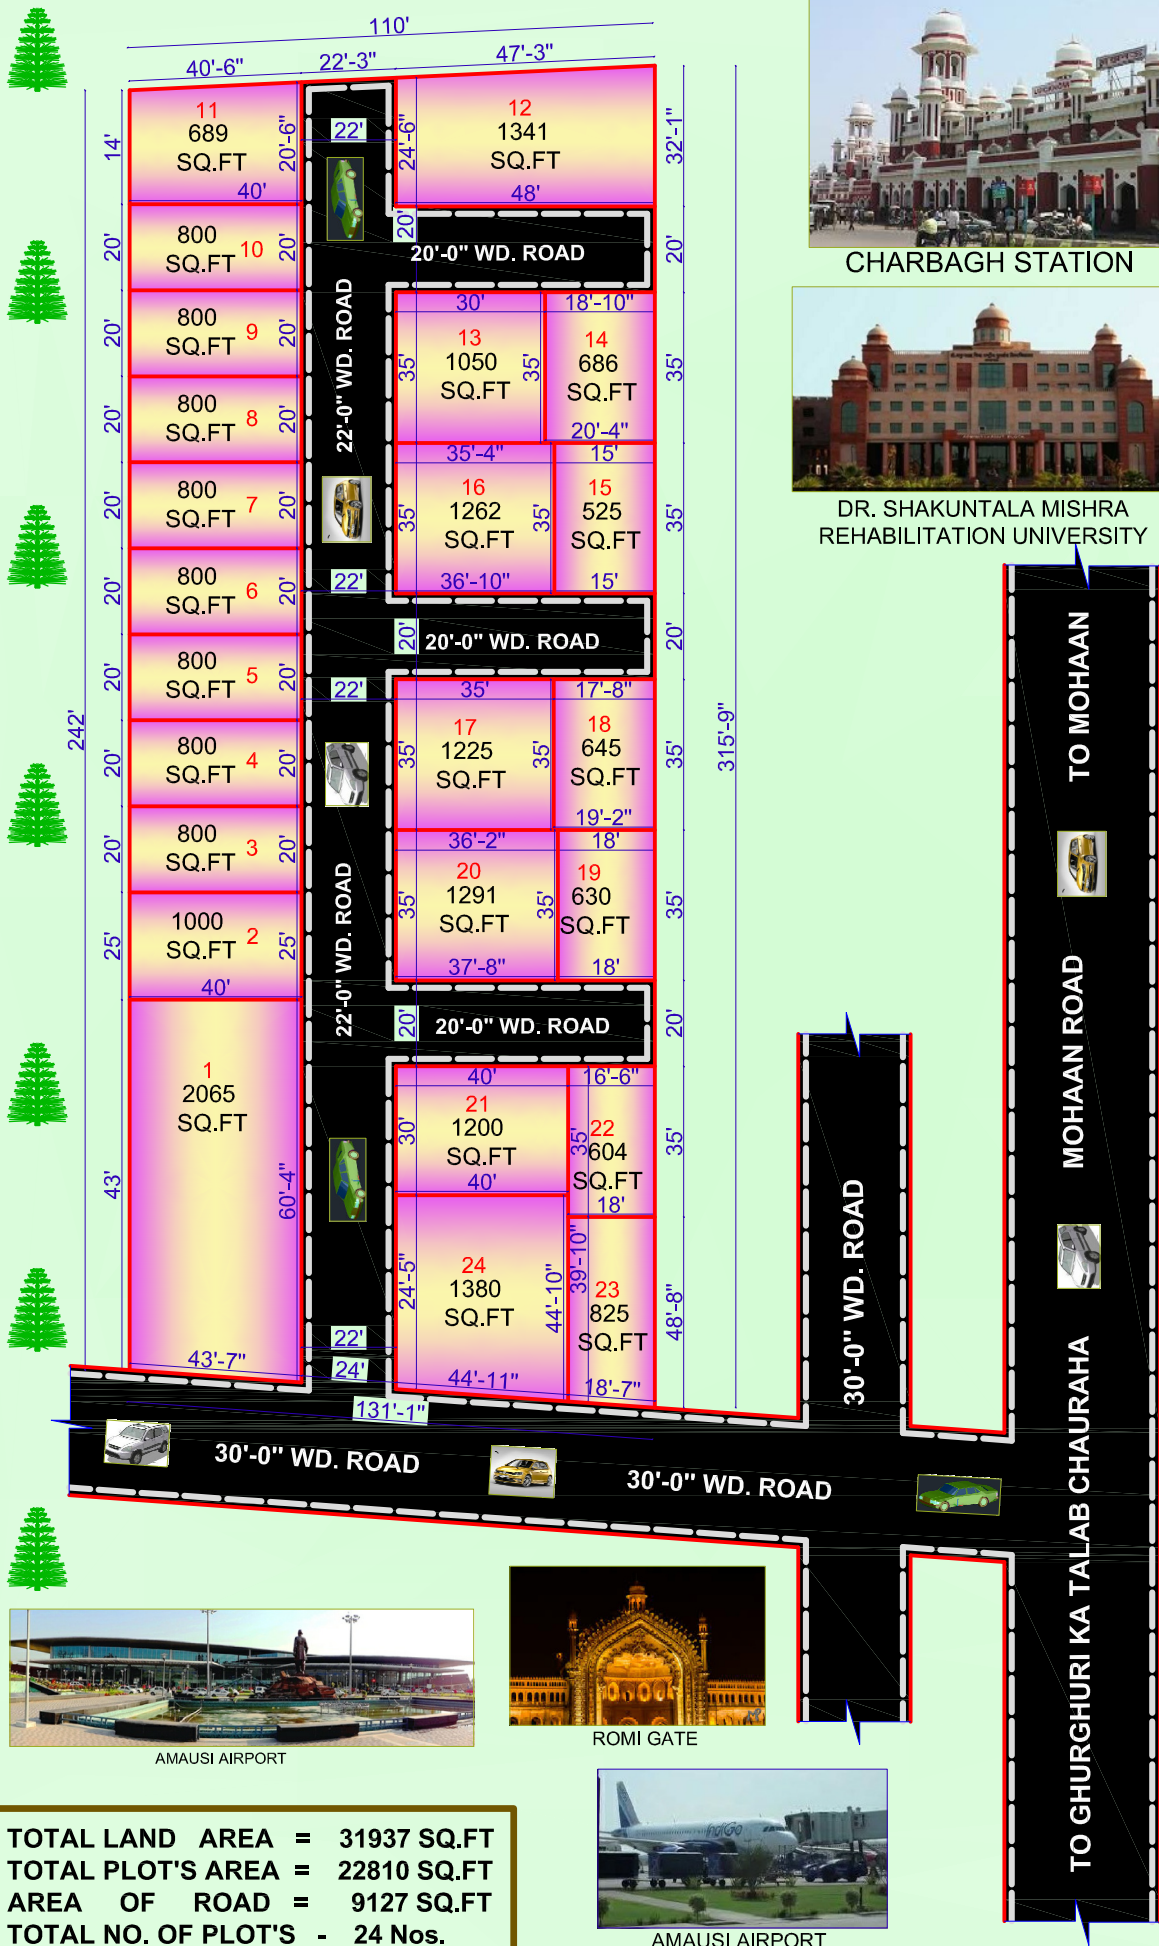 110'
40'-6"
22'-3"
47'-3"
14'
11
689
SQ.FT
20'-6"
40'
22'
24'-6"
12
1341
SQ.FT
48'
32'-1"
20'
800
SQ.FT
10
20'
20'
20'-0" WD. ROAD
20'
20'
800
SQ.FT
9
20'
20'
800
SQ.FT
8
20'
20'
800
SQ.FT
7
20'
20'
800
SQ.FT
6
20'
20'
800
SQ.FT
5
20'
20'
800
SQ.FT
4
20'
20'
800
SQ.FT
3
20'
25'
1000
SQ.FT
2
25'
40'
242'
43'
1
2065
SQ.FT
60'-4"
43'-7"
22'-0" WD. ROAD
22'
22'
22'-0" WD. ROAD
22'
24'
131'-1"
30'
18'-10"
35'
13
1050
SQ.FT
35'
14
686
SQ.FT
20'-4"
35'
35'-4"
15'
35'
16
1262
SQ.FT
35'
15
525
SQ.FT
35'
36'-10"
15'
20'
20'-0" WD. ROAD
20'
35'
17'-8"
35'
17
1225
SQ.FT
35'
18
645
SQ.FT
19'-2"
35'
315'-9"
36'-2"
18'
35'
20
1291
SQ.FT
35'
19
630
SQ.FT
35'
37'-8"
18'
20'
20'-0" WD. ROAD
20'
40'
16'-6"
30'
21
1200
SQ.FT
40'
35'
22
604
SQ.FT
18'
35'
24'-5"
24
1380
SQ.FT
44'-10"
44'-11"
39'-10"
23
825
SQ.FT
18'-7"
48'-8"
30'-0" WD. ROAD
30'-0" WD. ROAD
30'-0" WD. ROAD
TO MOHAAN
MOHAAN ROAD
TO GHURGHURI KA TALAB CHAURAHA
CHARBAGH STATION
DR. SHAKUNTALA MISHRA
REHABILITATION UNIVERSITY
AMAUSI AIRPORT
ROMI GATE
IndiGo
AMAUSI AIRPORT
TOTAL LAND AREA = 31937 SQ.FT
TOTAL PLOT'S AREA = 22810 SQ.FT
AREA OF ROAD = 9127 SQ.FT
TOTAL NO. OF PLOT'S - 24 Nos.